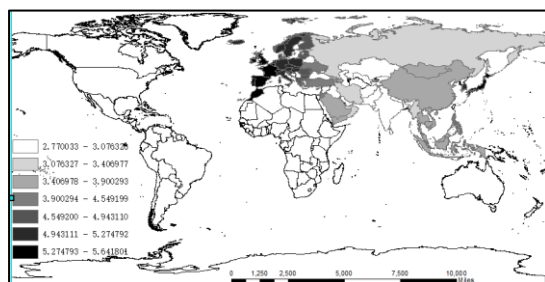 2.770033 - 3.076326
3.076327 - 3.406977
3.406978 - 3.900293
3.900294 - 4.549199
4.549200 - 4.943110
4.943111 - 5.274792
5.274793 - 5.641804
0 1,250 2,500 5,000 7,500 10,000
Miles